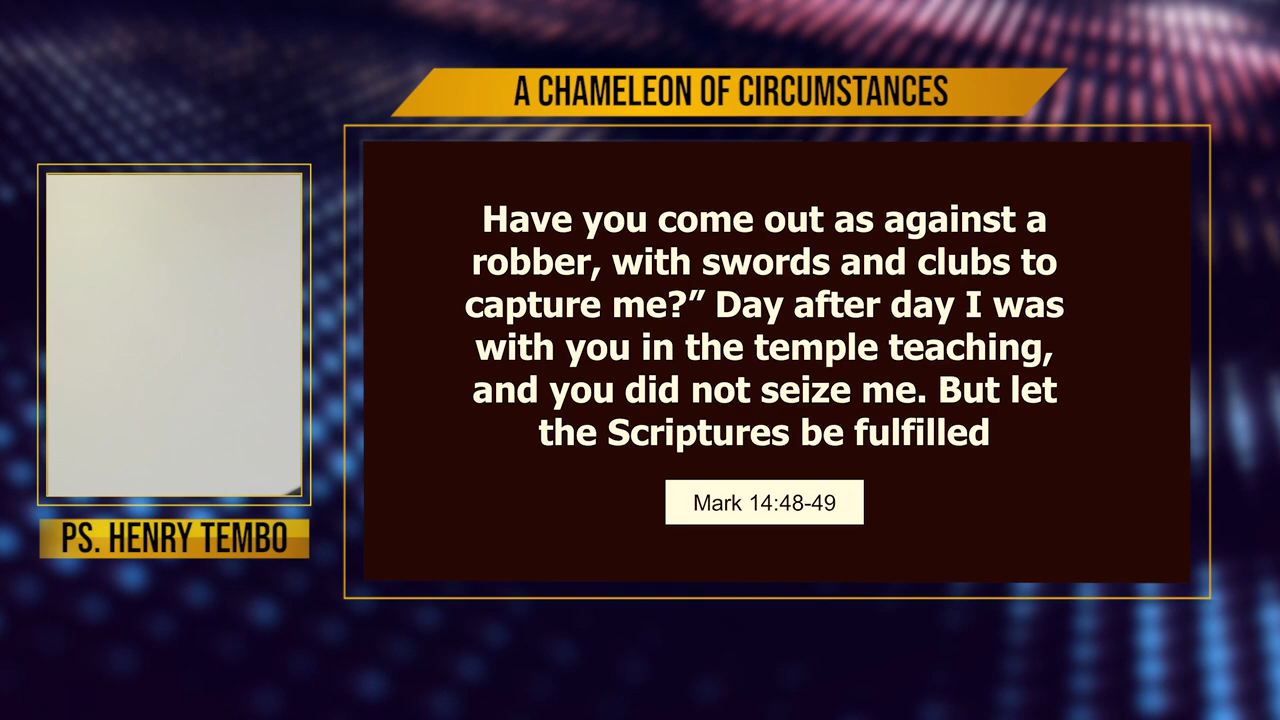 A CHAMELEON OF CIRCUMSTANCES
Have you come out as against a
robber, with swords and clubs to
capture me?” Day after day I was
with you in the temple teaching,
and you did not seize me. But let
the Scriptures be fulfilled
Mark 14:48-49
PS. HENRY TEMBO